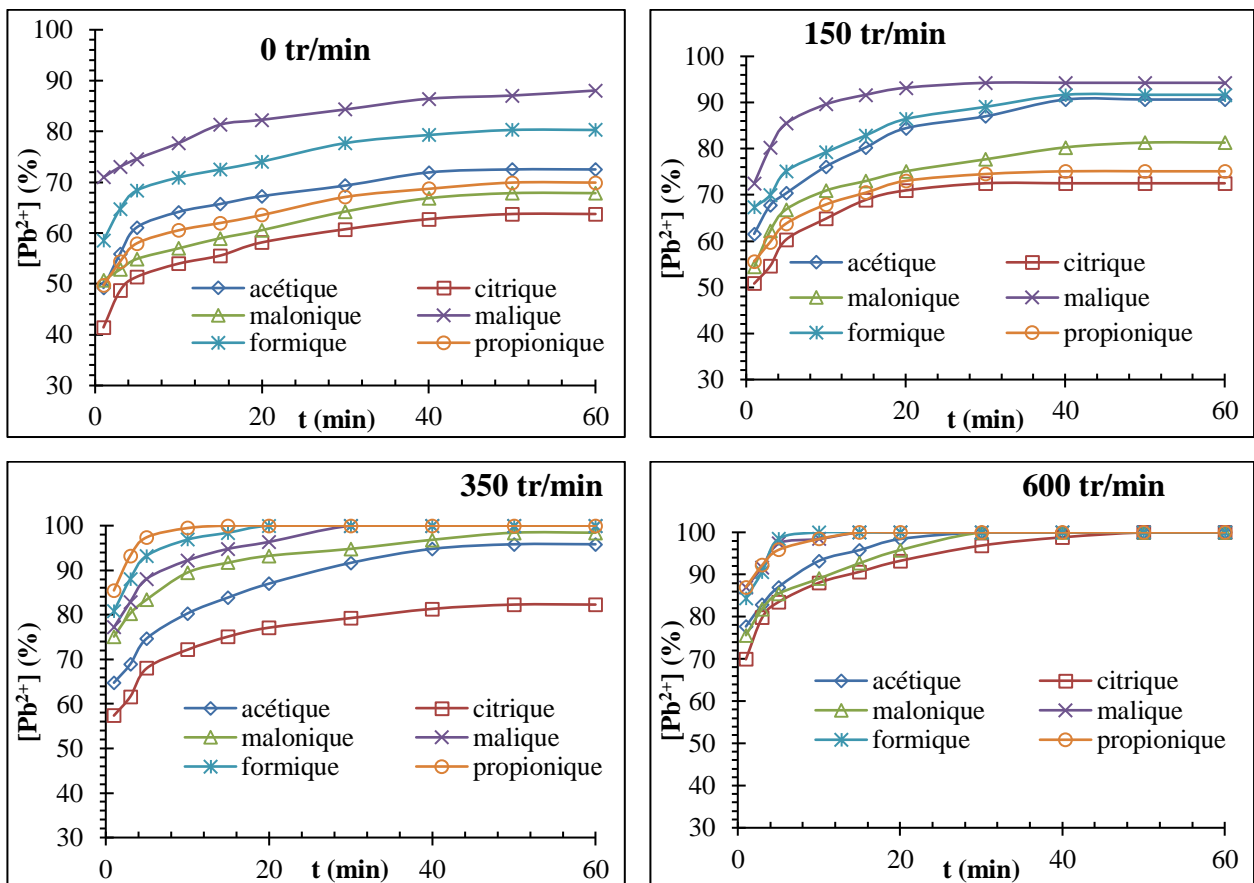 0 tr/min
[Pb²⁺] (%)
100
90
80
70
60
50
40
30
acétique
citrique
malonique
malique
formique
propionique
0
20
40
60
t (min)
150 tr/min
[Pb²⁺] (%)
100
90
80
70
60
50
40
30
acétique
citrique
malonique
malique
formique
propionique
0
20
40
60
t (min)
350 tr/min
[Pb²⁺] (%)
100
90
80
70
60
50
40
30
acétique
citrique
malonique
malique
formique
propionique
0
20
40
60
t (min)
600 tr/min
[Pb²⁺] (%)
100
90
80
70
60
50
40
30
acétique
citrique
malonique
malique
formique
propionique
0
20
40
60
t (min)